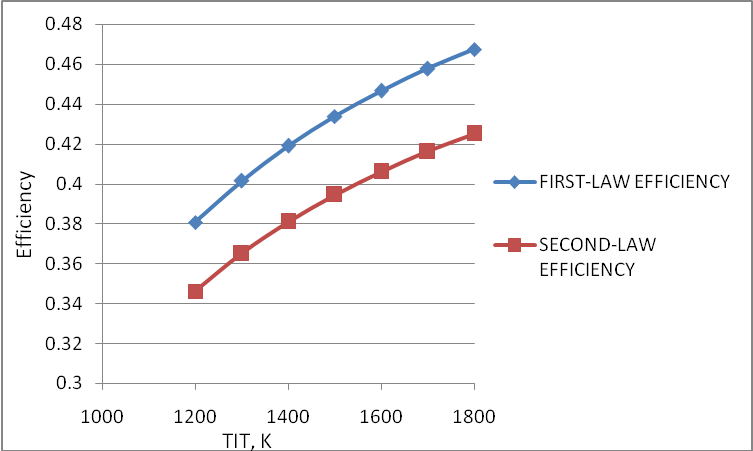 0.48
0.46
0.44
0.42
0.4
0.38
0.36
0.34
0.32
0.3
Efficiency
1000 1200 1400 1600 1800
TIT, K
FIRST-LAW EFFICIENCY
SECOND-LAW
EFFICIENCY